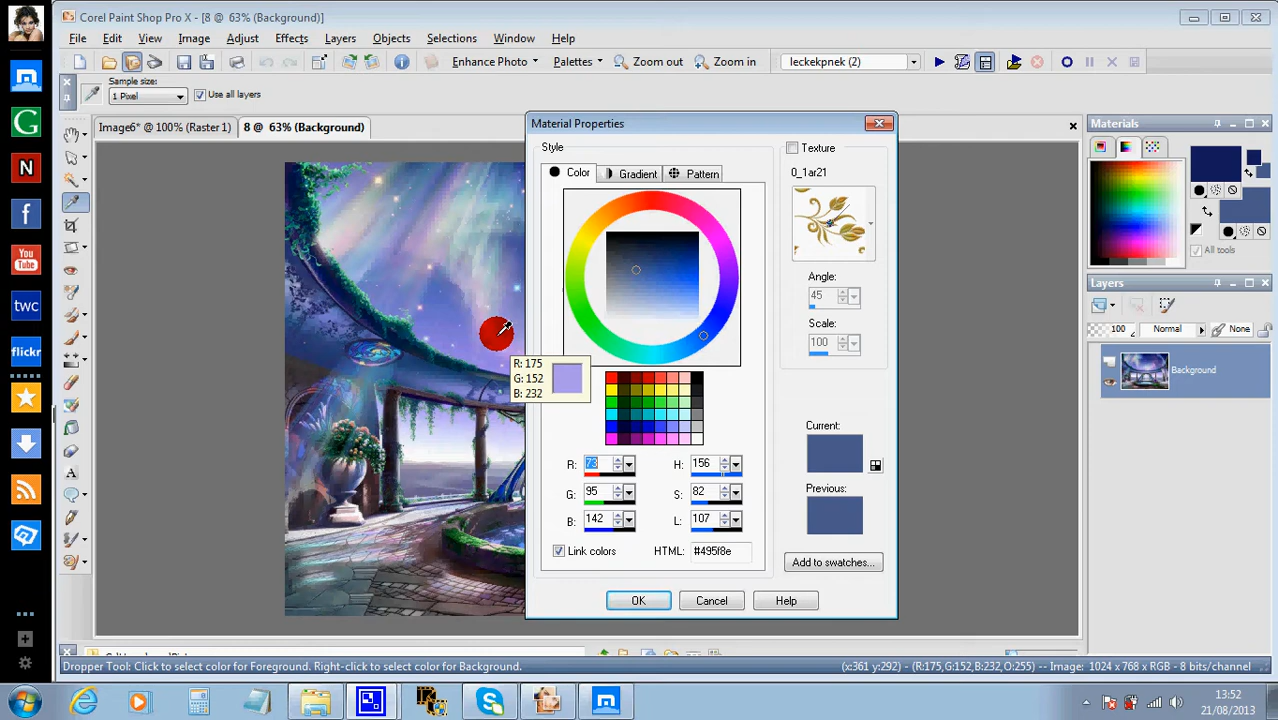 Corel Paint Shop Pro X - [8 @ 63% (Background)]
File Edit View Image Adjust Effects Layers Objects Selections Window Help
Enhance Photo Palettes Zoom out Zoom in leckekpnek (2)
Sample size:
1 Pixel Use all layers
Image6* @ 100% (Raster 1) 8 @ 63% (Background)
G
N
f
You
Tube
twc
flickr
Material Properties
Style
Color Gradient Pattern
R: 175
G: 152
B: 232
R: 73 H: 156
G: 95 S: 82
B: 142 L: 107
Link colors HTML: #495f8e
OK Cancel Help
Texture
0_1ar21
Angle:
45
Scale:
100
Current:
Previous:
Add to swatches...
Materials
All tools
Layers
100 Normal None
Background
Dropper Tool: Click to select color for Foreground. Right-click to select color for Background.
(x:361 y:292) - (R:175,G:152,B:232,O:255) -- Image: 1024 x 768 x RGB - 8 bits/channel
13:52
21/08/2013